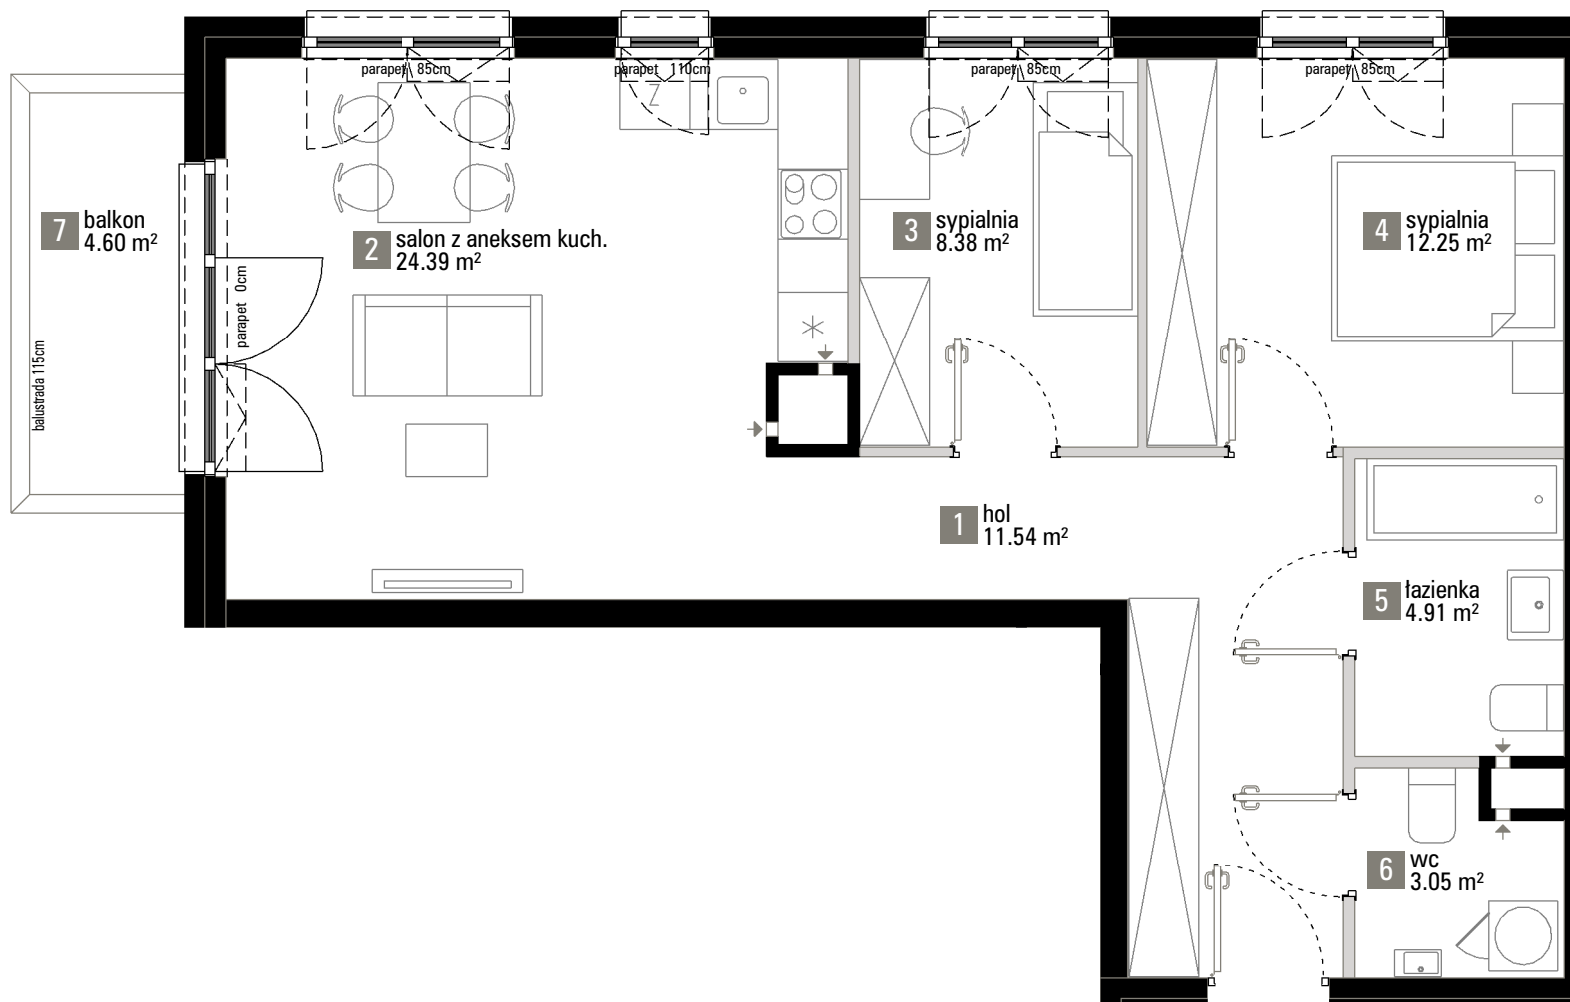 parapet 85cm
parapet 110cm
parapet 85cm
parapet 85cm
Z
7 balkon
4.60 m²
2 salon z aneksem kuch.
24.39 m²
3 sypialnia
8.38 m²
4 sypialnia
12.25 m²
parapet 0cm
balustrada 115cm
1 hol
11.54 m²
5 łazienka
4.91 m²
6 wc
3.05 m²